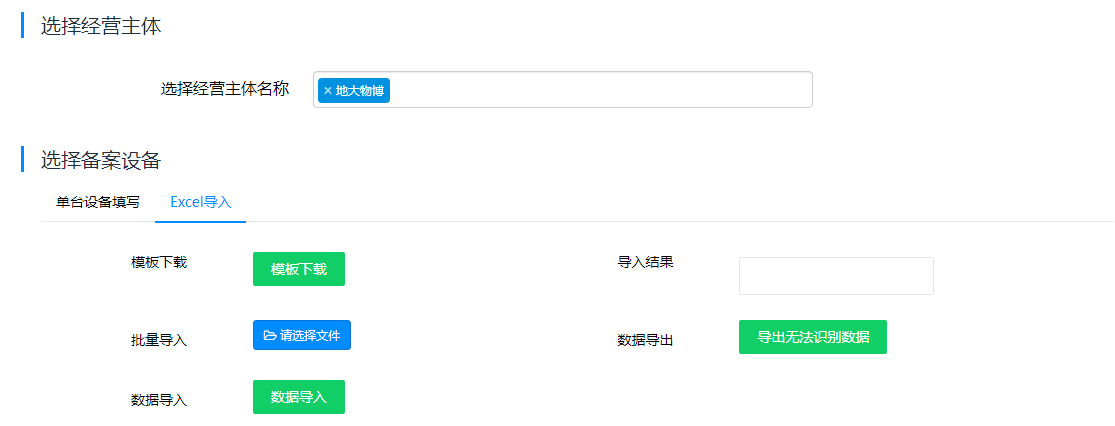 选择经营主体
选择经营主体名称
× 地大物博
选择备案设备
单台设备填写 Excel导入
模板下载 模板下载 导入结果
批量导入 请选择文件 数据导出 导出无法识别数据
数据导入 数据导入